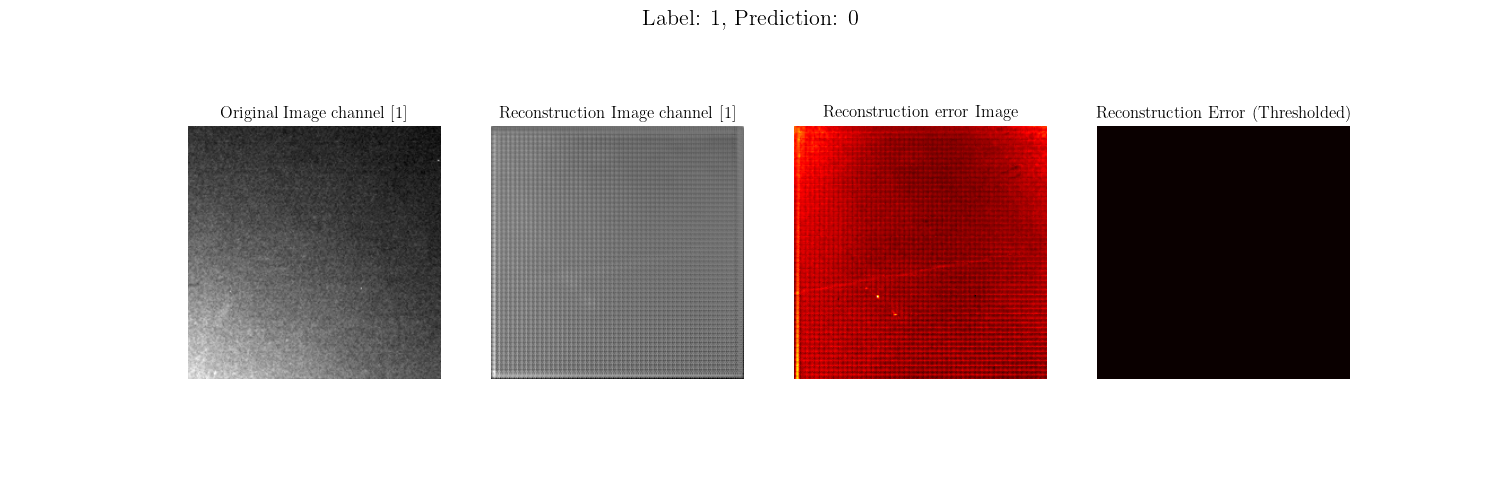 Label: 1, Prediction: 0
Original Image channel [1]
Reconstruction Image channel [1]
Reconstruction error Image
Reconstruction Error (Thresholded)